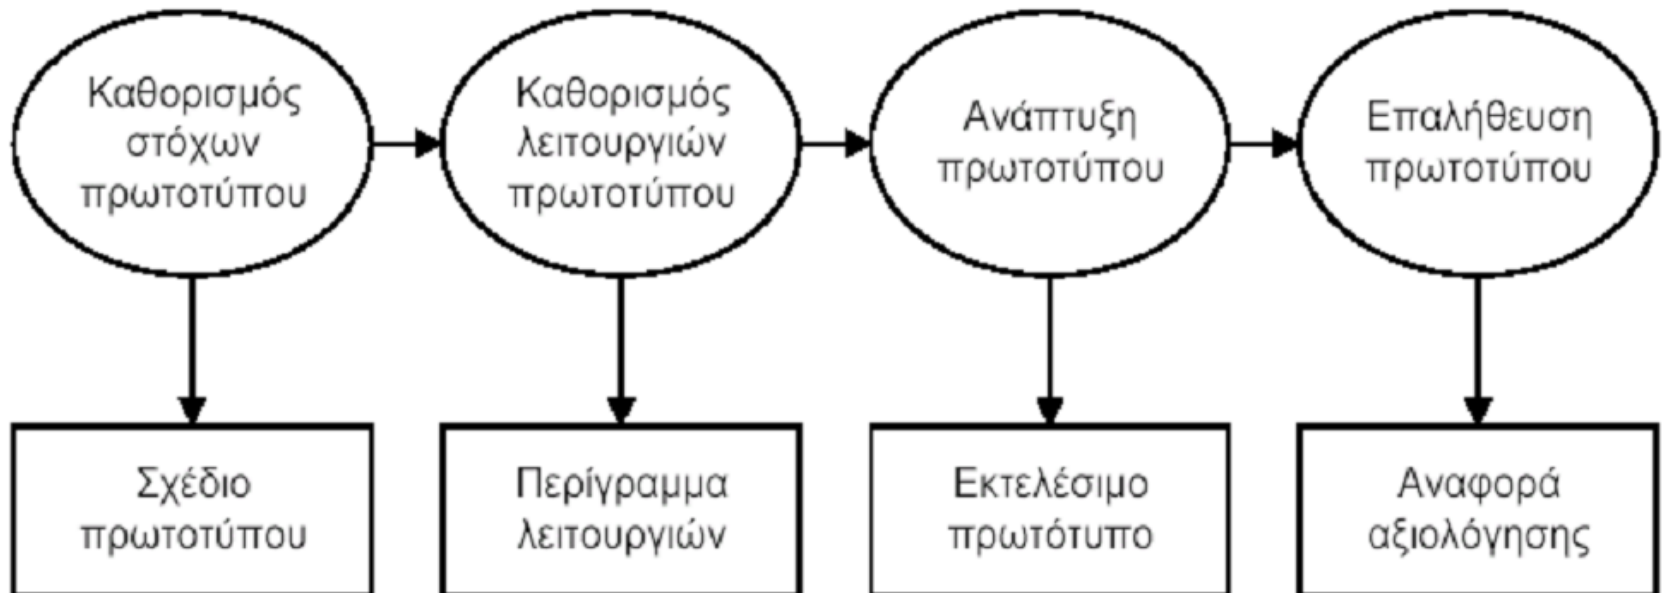 Καθορισμός
στόχων
πρωτοτύπου
Καθορισμός
λειτουργιών
πρωτοτύπου
Ανάπτυξη
πρωτοτύπου
Επαλήθευση
πρωτοτύπου
Σχέδιο
πρωτοτύπου
Περίγραμμα
λειτουργιών
Εκτελέσιμο
πρωτότυπο
Αναφορά
αξιολόγησης